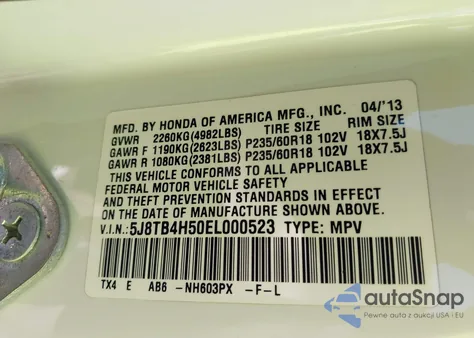 MFD. BY HONDA OF AMERICA MFG., INC. 04/'13
GVWR 2260KG(4982LBS) TIRE SIZE RIM SIZE
GAWR F 1190KG(2623LBS) P235/60R18 102V 18X7.5J
GAWR R 1080KG(2381LBS) P235/60R18 102V 18X7.5J
THIS VEHICLE CONFORMS TO ALL APPLICABLE
FEDERAL MOTOR VEHICLE SAFETY
AND THEFT PREVENTION STANDARDS IN EFFECT
ON THE DATE OF MANUFACTURE SHOWN ABOVE.
V.I.N.: 5J8TB4H50EL000523 TYPE: MPV
TX4 E AB6 -NH603PX -F-L
autoSnap
Pewne auto z USA i EU